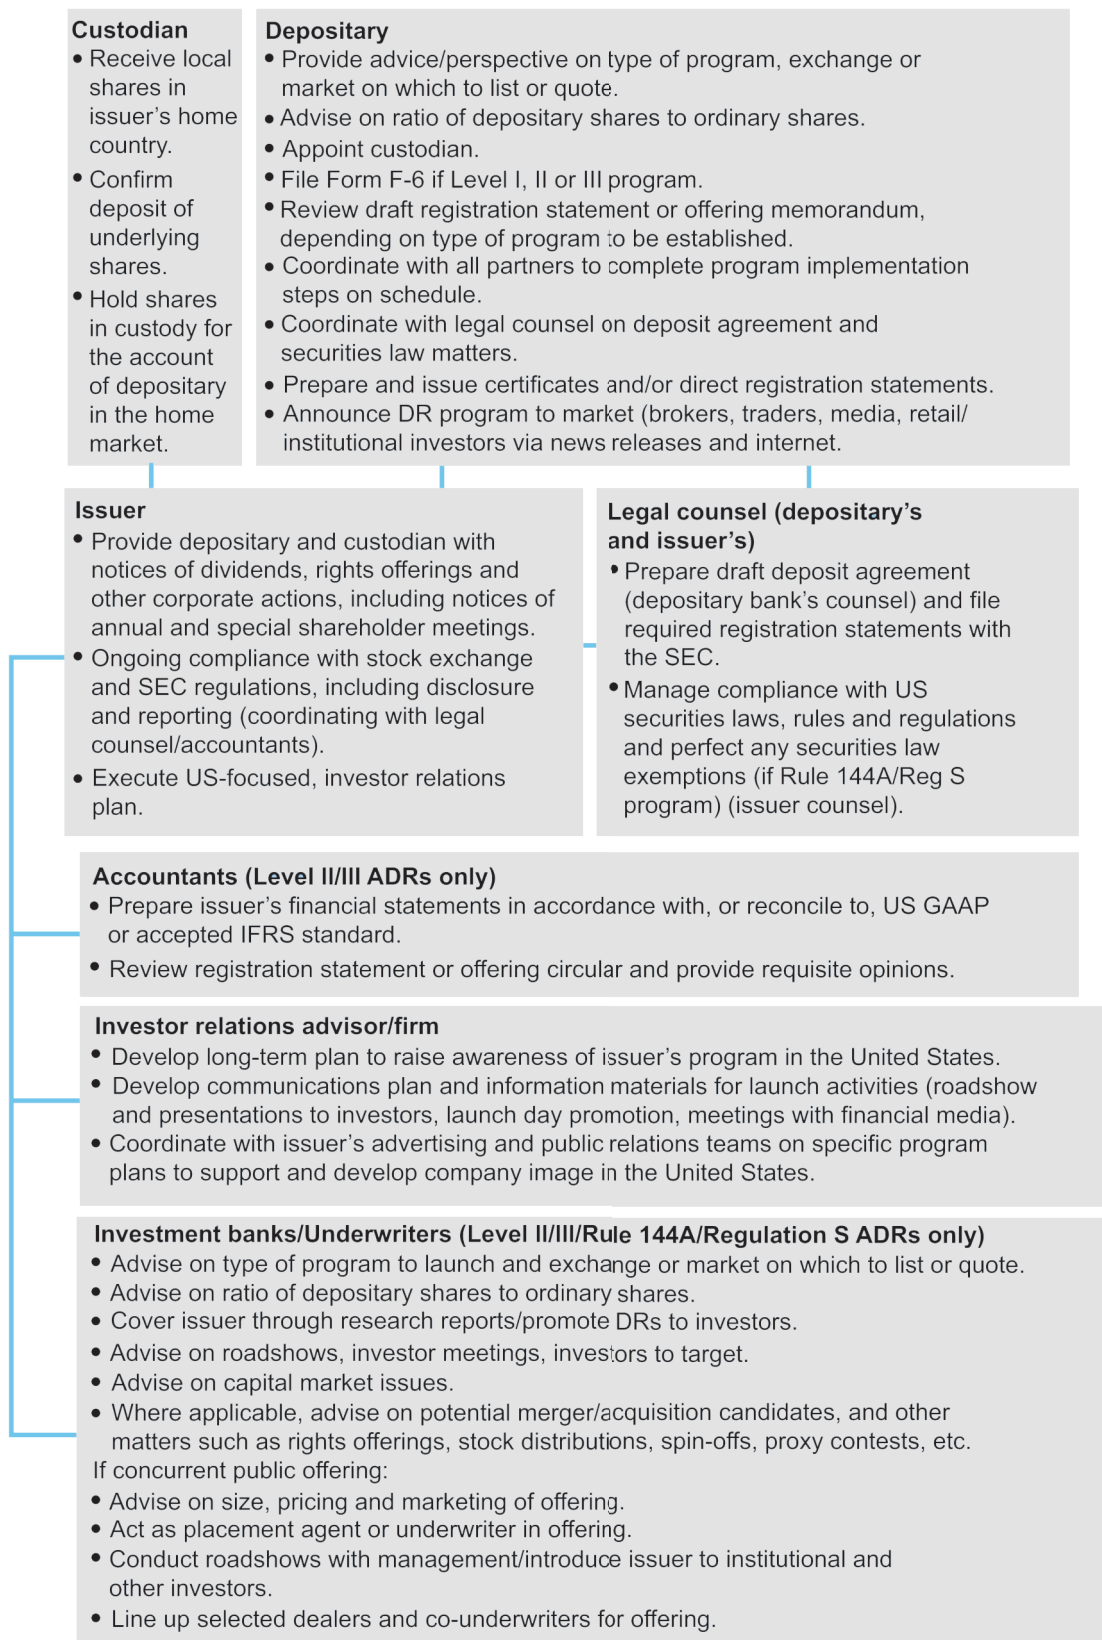 Custodian
• Receive local
shares in
issuer’s home
country.
• Confirm
deposit of
underlying
shares.
• Hold shares
in custody for
the account
of depositary
in the home
market.
Depositary
• Provide advice/perspective on type of program, exchange or
market on which to list or quote.
• Advise on ratio of depositary shares to ordinary shares.
• Appoint custodian.
• File Form F-6 if Level I, II or III program.
• Review draft registration statement or offering memorandum,
depending on type of program to be established.
• Coordinate with all partners to complete program implementation
steps on schedule.
• Coordinate with legal counsel on deposit agreement and
securities law matters.
• Prepare and issue certificates and/or direct registration statements.
• Announce DR program to market (brokers, traders, media, retail/
institutional investors via news releases and internet.
Issuer
• Provide depositary and custodian with
notices of dividends, rights offerings and
other corporate actions, including notices of
annual and special shareholder meetings.
• Ongoing compliance with stock exchange
and SEC regulations, including disclosure
and reporting (coordinating with legal
counsel/accountants).
• Execute US-focused, investor relations
plan.
Legal counsel (depositary’s
and issuer’s)
• Prepare draft deposit agreement
(depositary bank’s counsel) and file
required registration statements with
the SEC.
• Manage compliance with US
securities laws, rules and regulations
and perfect any securities law
exemptions (if Rule 144A/Reg S
program) (issuer counsel).
Accountants (Level II/III ADRs only)
• Prepare issuer’s financial statements in accordance with, or reconcile to, US GAAP
or accepted IFRS standard.
• Review registration statement or offering circular and provide requisite opinions.
Investor relations advisor/firm
• Develop long-term plan to raise awareness of issuer’s program in the United States.
• Develop communications plan and information materials for launch activities (roadshow
and presentations to investors, launch day promotion, meetings with financial media).
• Coordinate with issuer’s advertising and public relations teams on specific program
plans to support and develop company image in the United States.
Investment banks/Underwriters (Level II/III/Rule 144A/Regulation S ADRs only)
• Advise on type of program to launch and exchange or market on which to list or quote.
• Advise on ratio of depositary shares to ordinary shares.
• Cover issuer through research reports/promote DRs to investors.
• Advise on roadshows, investor meetings, investors to target.
• Advise on capital market issues.
• Where applicable, advise on potential merger/acquisition candidates, and other
matters such as rights offerings, stock distributions, spin-offs, proxy contests, etc.
If concurrent public offering:
• Advise on size, pricing and marketing of offering.
• Act as placement agent or underwriter in offering.
• Conduct roadshows with management/introduce issuer to institutional and
other investors.
• Line up selected dealers and co-underwriters for offering.